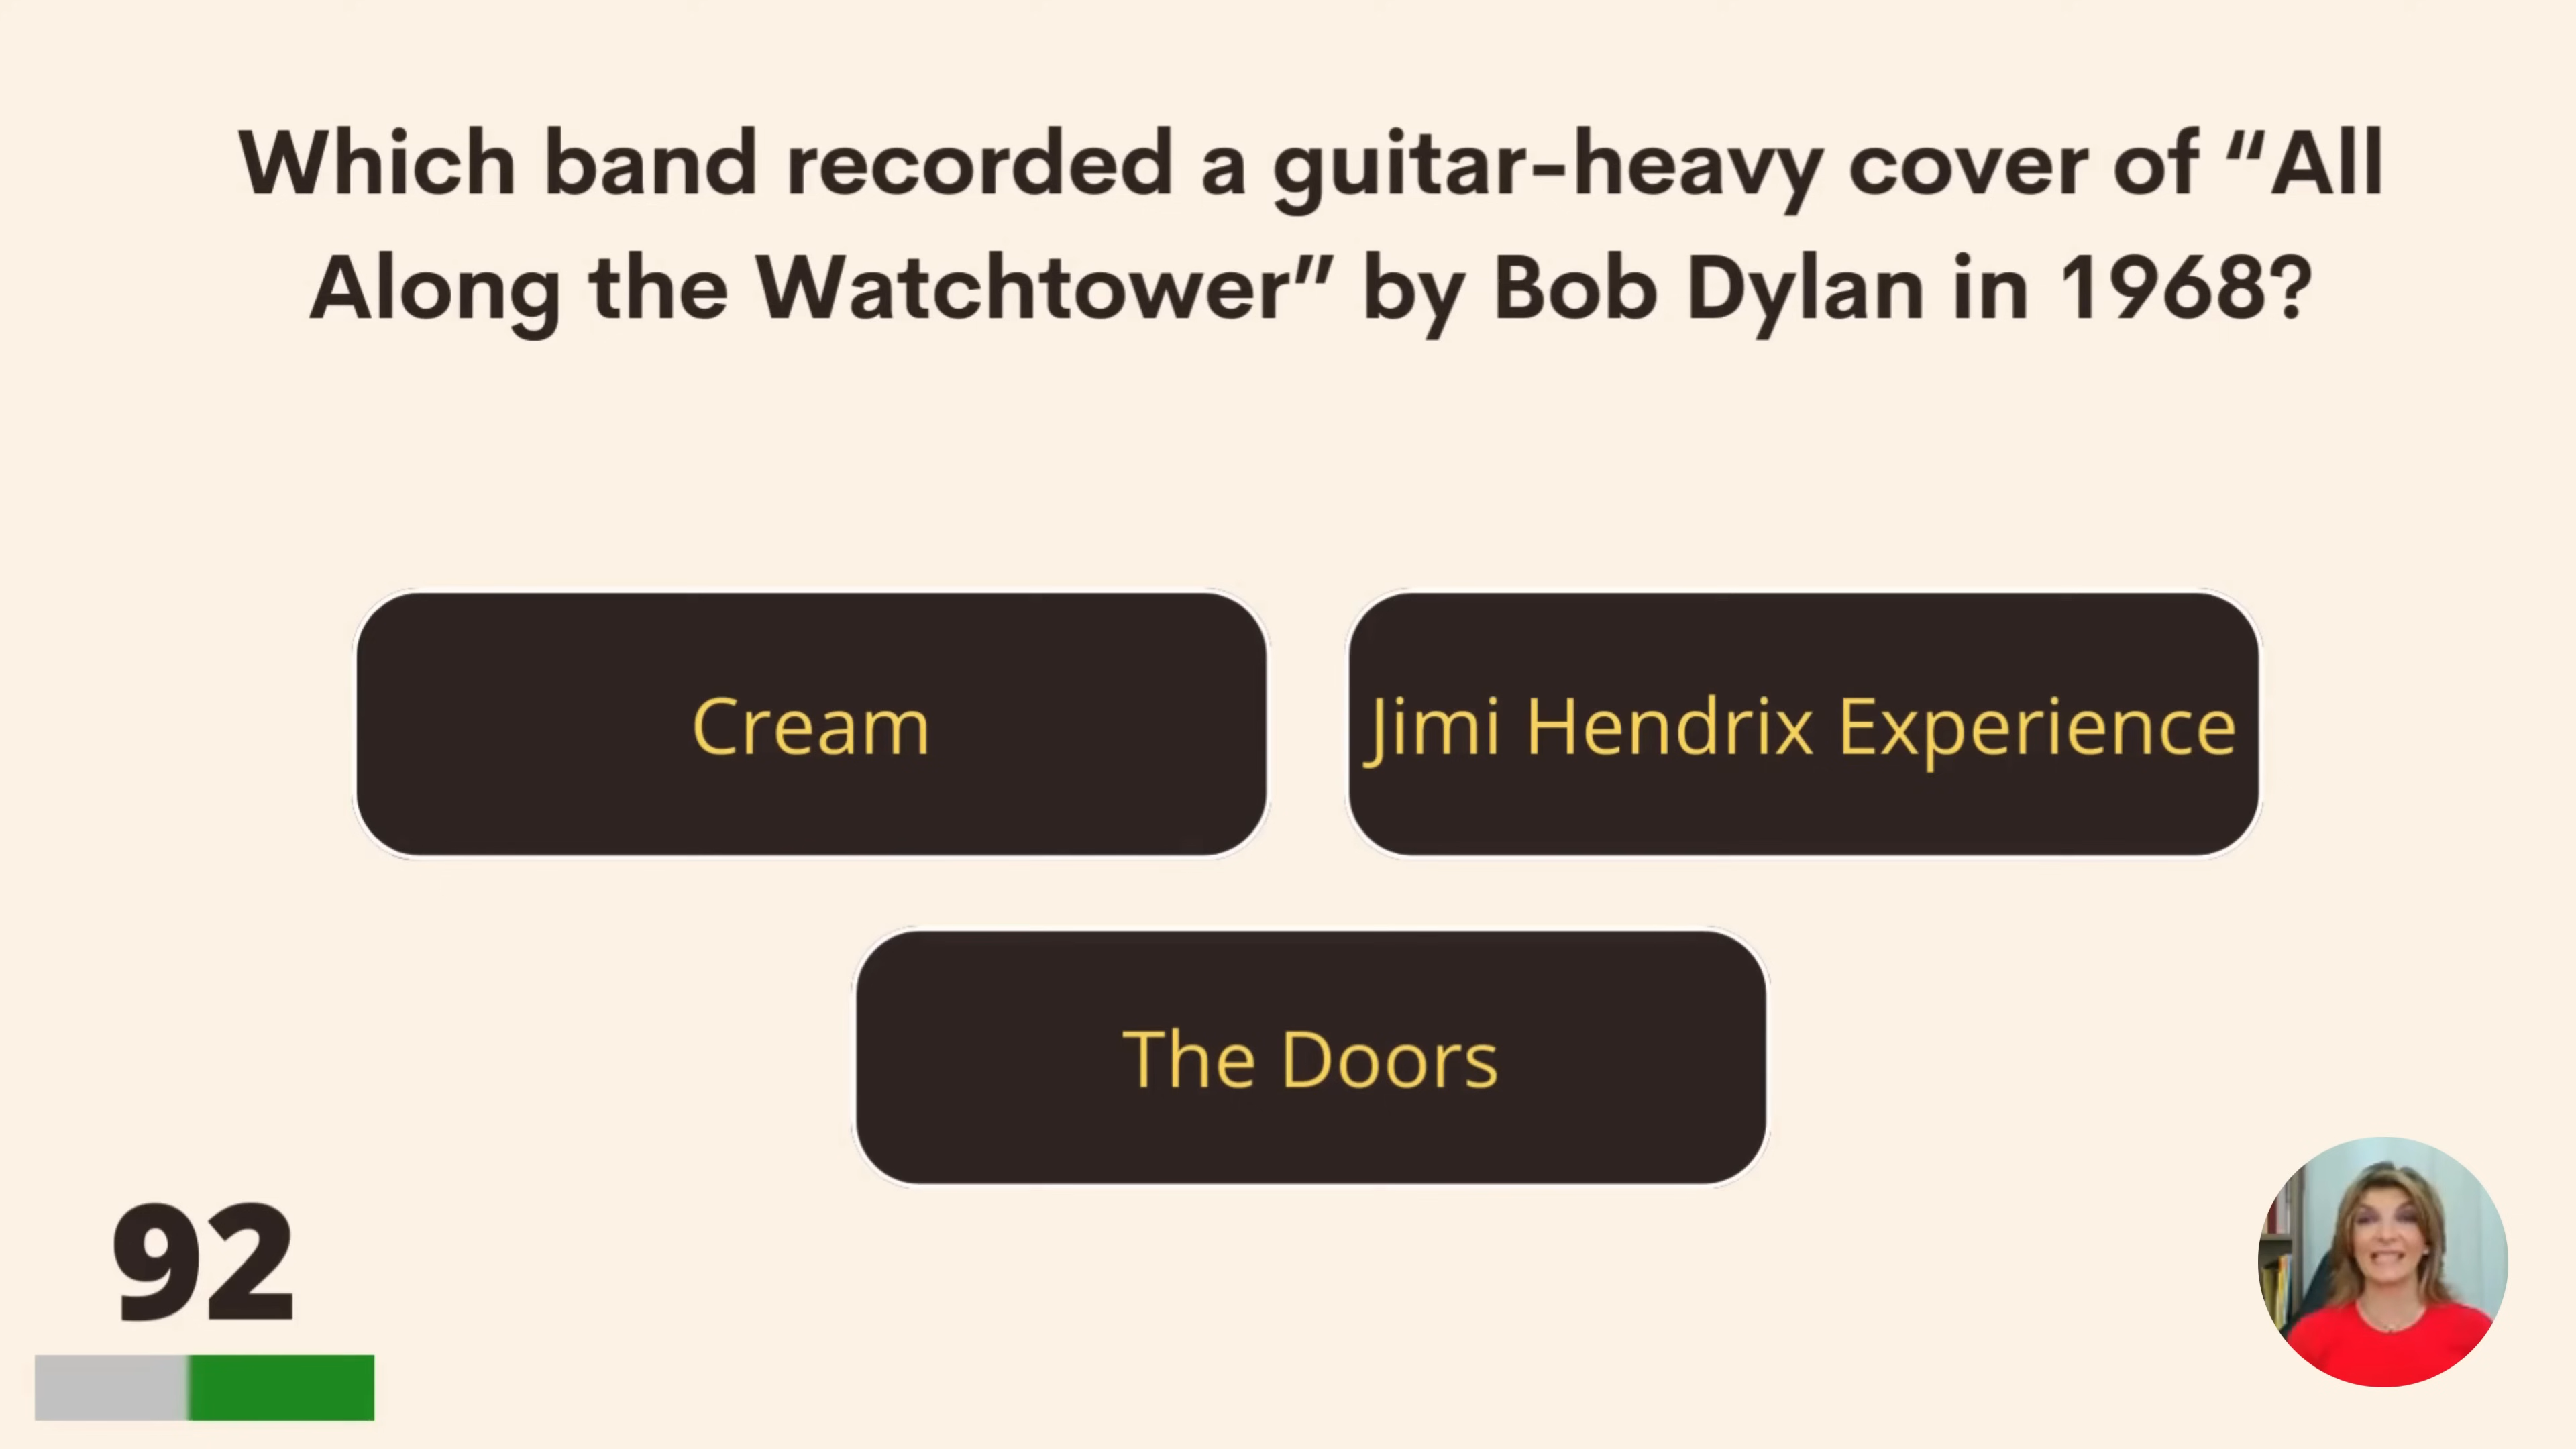 Which band recorded a guitar-heavy cover of “All
Along the Watchtower” by Bob Dylan in 1968?
Cream
Jimi Hendrix Experience
The Doors
92